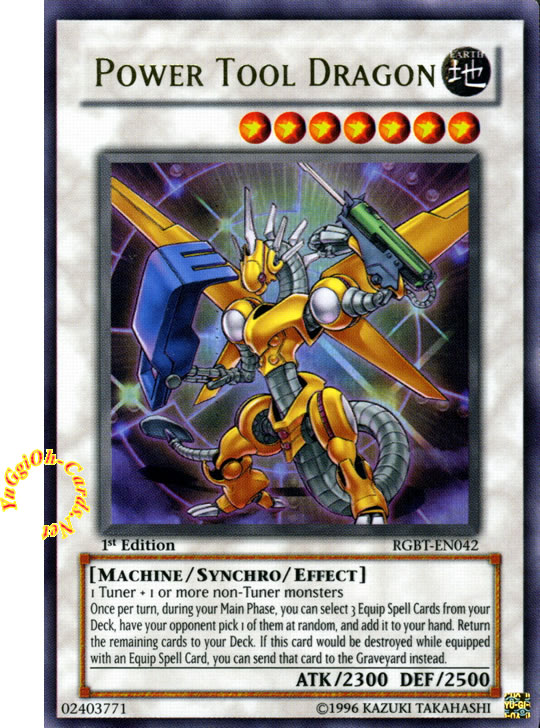 POWER TOOL DRAGON
EARTH
地
1st Edition
RGBT-EN042
[MACHINE/SYNCHRO/EFFECT]
1 Tuner + 1 or more non-Tuner monsters
Once per turn, during your Main Phase, you can select 3 Equip Spell Cards from your
Deck, have your opponent pick 1 of them at random, and add it to your hand. Return
the remaining cards to your Deck. If this card would be destroyed while equipped
with an Equip Spell Card, you can send that card to the Graveyard instead.
ATK/2300 DEF/2500
02403771
©1996 KAZUKI TAKAHASHI
YuGgiOh-Cards.Net